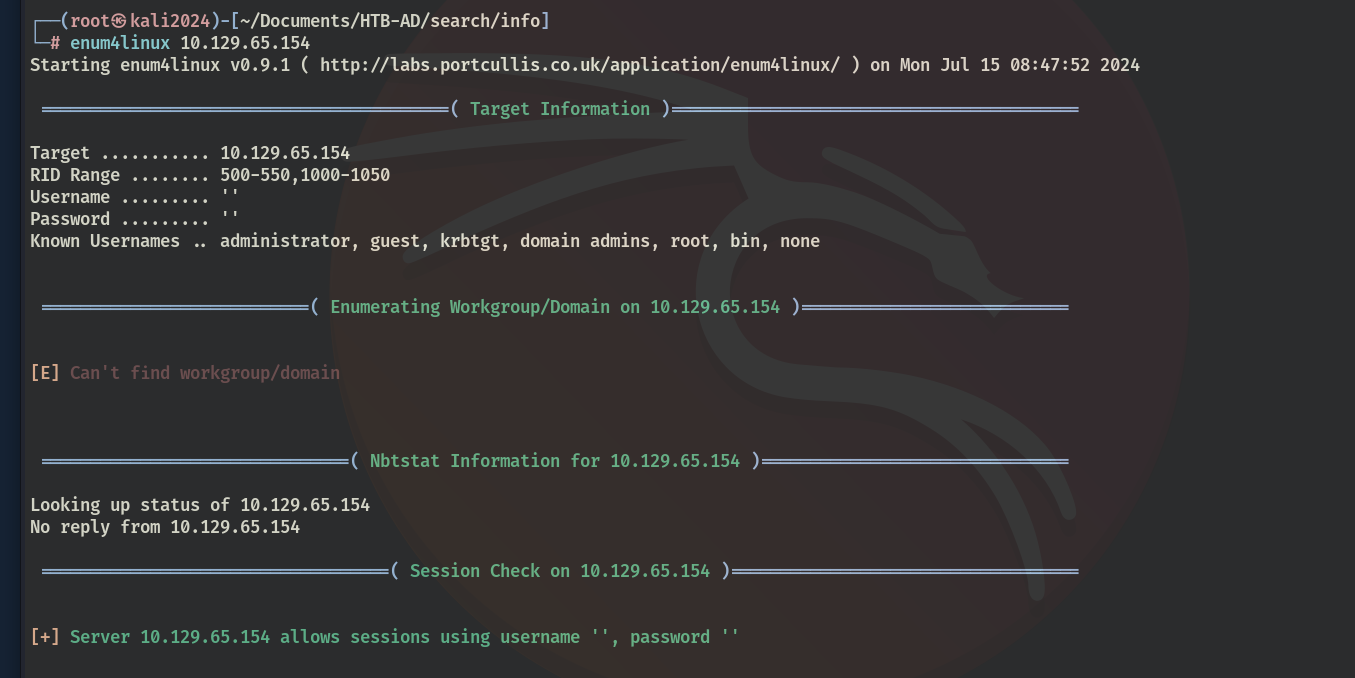 ┌──(root㉿kali2024)-[~/Documents/HTB-AD/search/info]
└─# enum4linux 10.129.65.154
Starting enum4linux v0.9.1 ( http://labs.portcullis.co.uk/application/enum4linux/ ) on Mon Jul 15 08:47:52 2024
=========================================( Target Information )=========================================
Target ........... 10.129.65.154
RID Range ........ 500-550,1000-1050
Username ......... ''
Password ......... ''
Known Usernames .. administrator, guest, krbtgt, domain admins, root, bin, none
===========================( Enumerating Workgroup/Domain on 10.129.65.154 )===========================
[E] Can't find workgroup/domain
===============================( Nbtstat Information for 10.129.65.154 )===============================
Looking up status of 10.129.65.154
No reply from 10.129.65.154
===================================( Session Check on 10.129.65.154 )===================================
[+] Server 10.129.65.154 allows sessions using username '', password ''